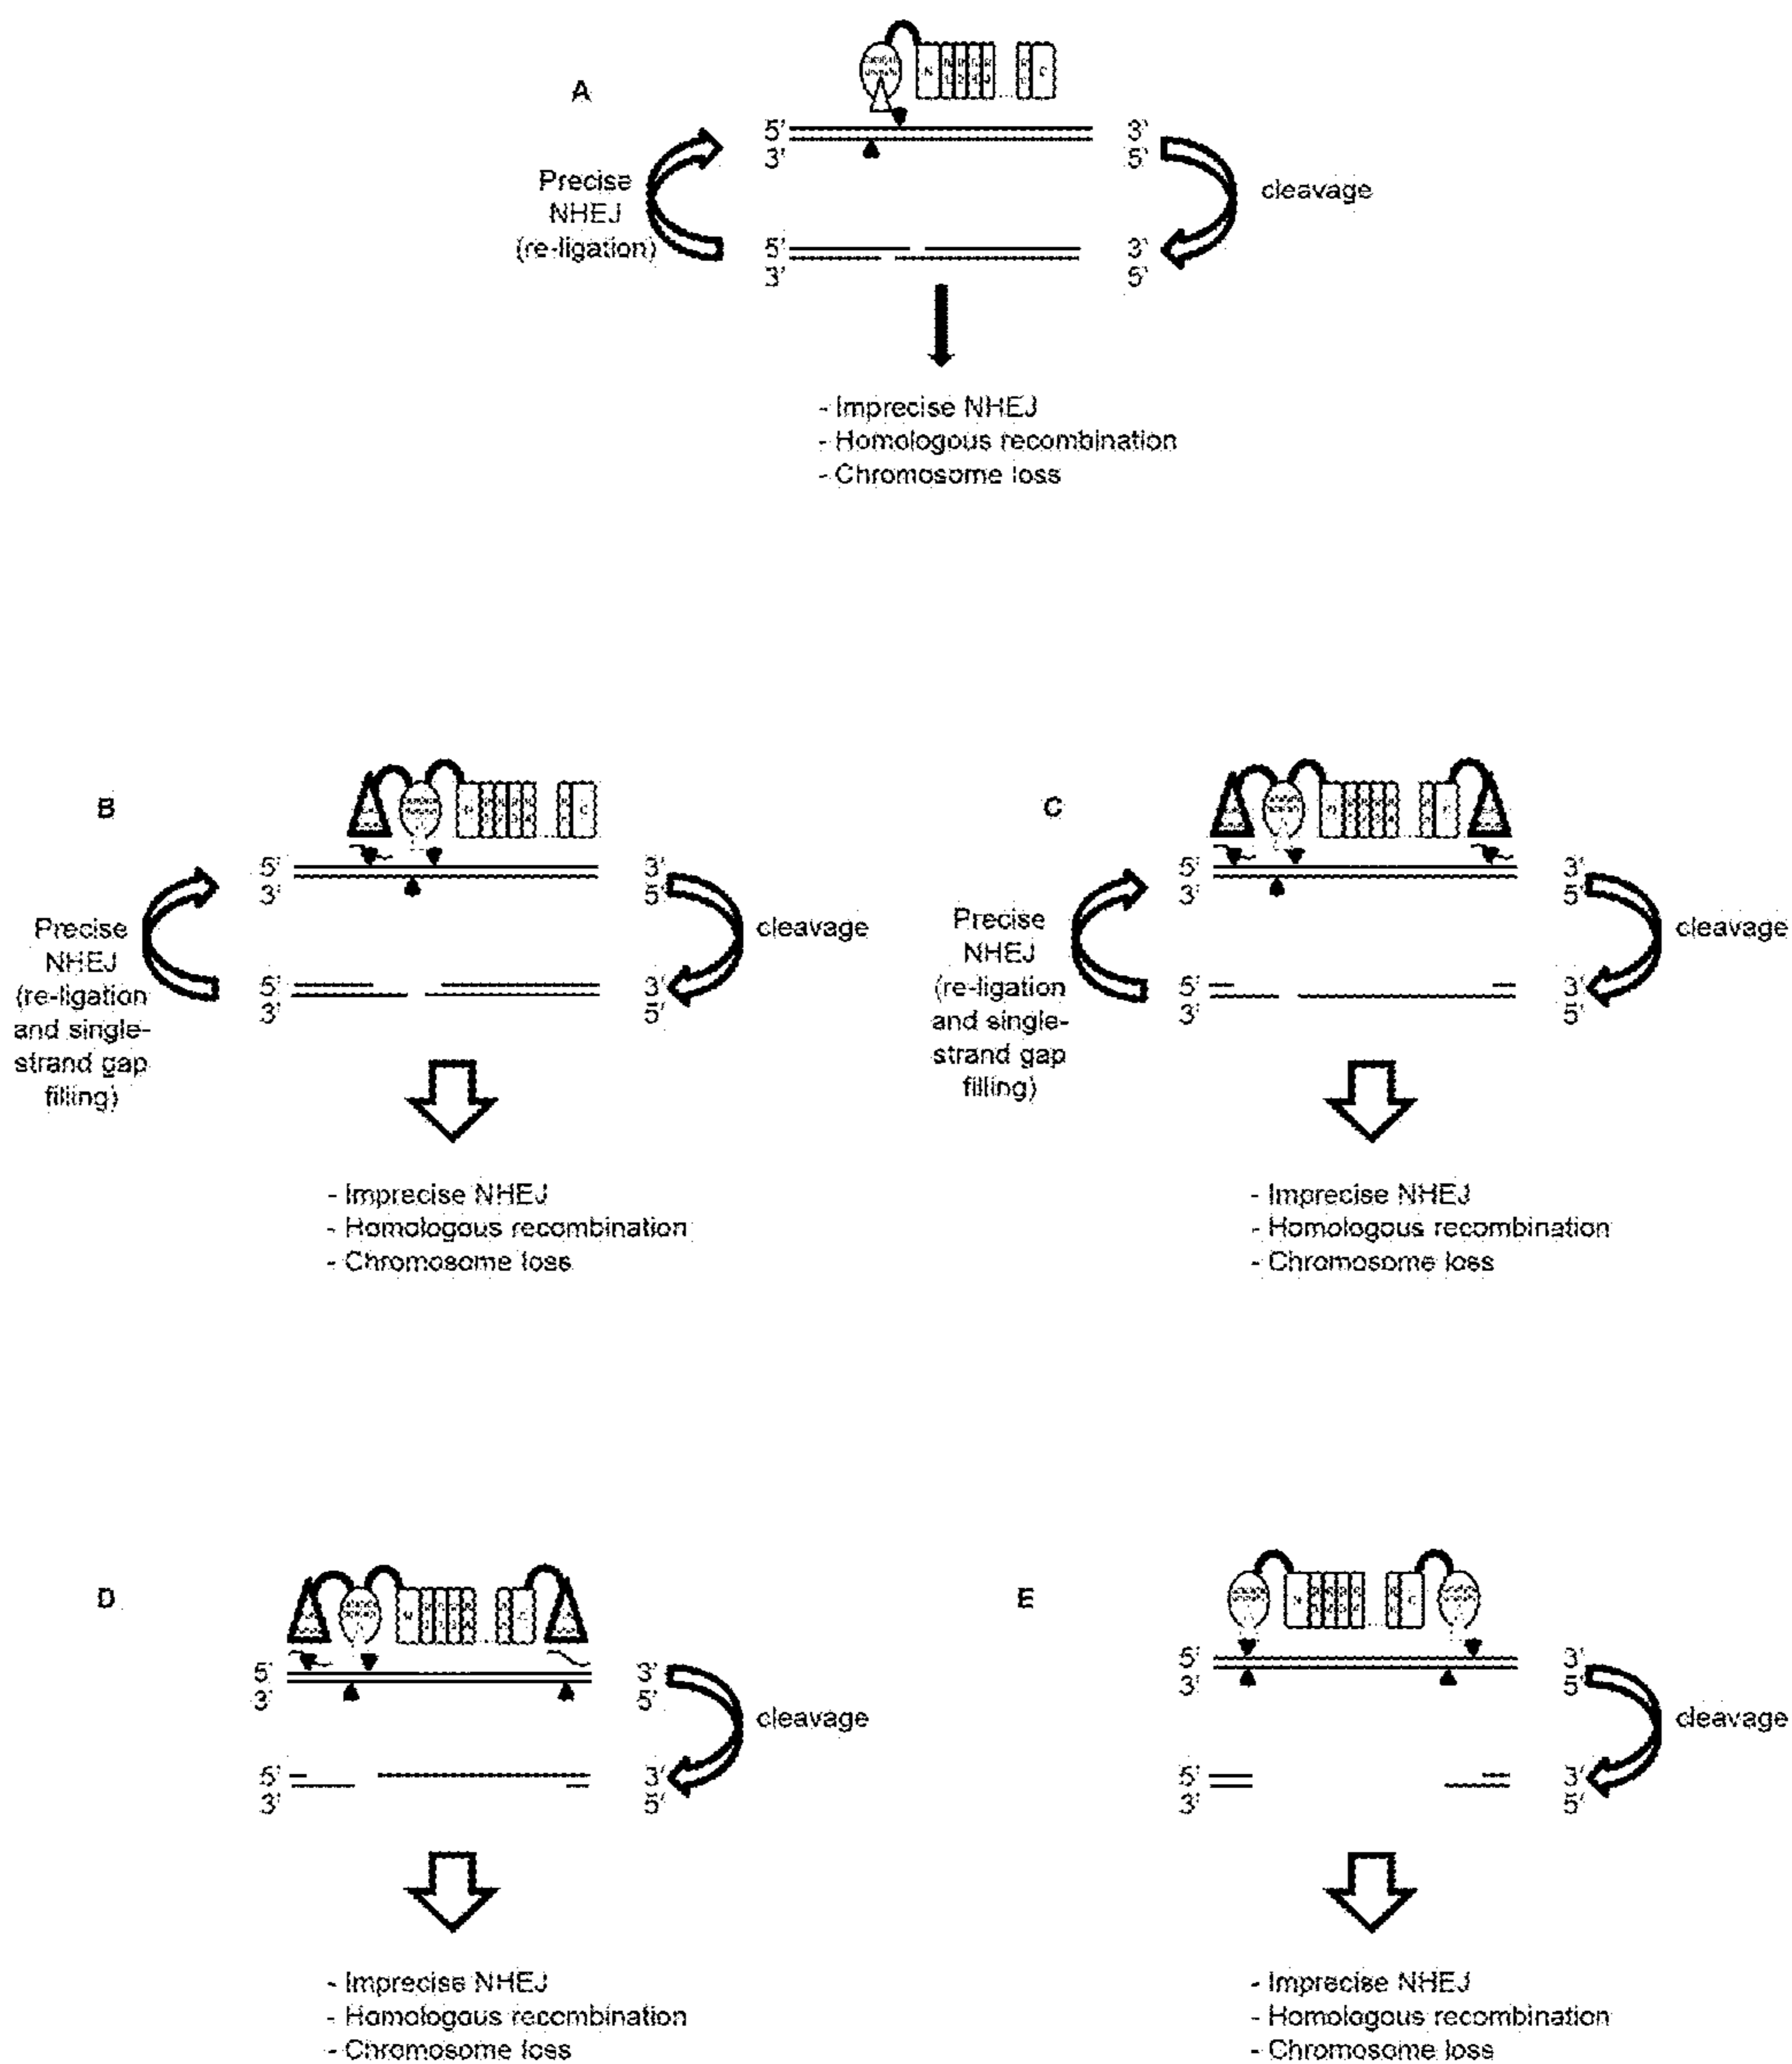 A
N
C
5' 3'
3' 5'
Precise
NHEJ
(re-ligation)
cleavage
5' 3'
3' 5'
- Imprecise NHEJ
- Homologous recombination
- Chromosome loss
B
C
5' 3'
3' 5'
Precise
NHEJ
(re-ligation
and single-
strand gap
filling)
cleavage
5' 3'
3' 5'
- Imprecise NHEJ
- Homologous recombination
- Chromosome loss
C
5' 3'
3' 5'
Precise
NHEJ
(re-ligation
and single-
strand gap
filling)
cleavage
5' 3'
3' 5'
- Imprecise NHEJ
- Homologous recombination
- Chromosome loss
D
N
C
5' 3'
3' 5'
cleavage
5' 3'
3' 5'
- Imprecise NHEJ
- Homologous recombination
- Chromosome loss
E
N
C
5' 3'
3' 5'
cleavage
5' 3'
3' 5'
- Imprecise NHEJ
- Homologous recombination
- Chromosome loss